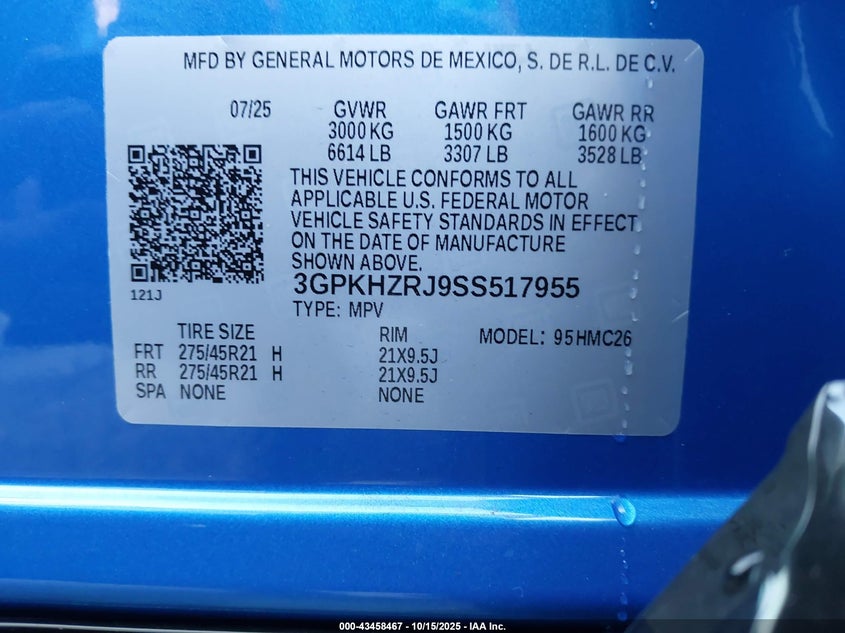 MFD BY GENERAL MOTORS DE MEXICO, S. DE R.L. DE C.V.
07/25 GVWR GAWR FRT GAWR RR
3000 KG 1500 KG 1600 KG
6614 LB 3307 LB 3528 LB
THIS VEHICLE CONFORMS TO ALL
APPLICABLE U.S. FEDERAL MOTOR
VEHICLE SAFETY STANDARDS IN EFFECT
ON THE DATE OF MANUFACTURE
SHOWN ABOVE.
3GPKHZRJ9SS517955
121J
TYPE: MPV
TIRE SIZE RIM MODEL: 95HMC26
FRT 275/45R21 H 21X9.5J
RR 275/45R21 H 21X9.5J
SPA NONE NONE
000-43458467 - 10/15/2025 - IAA Inc.